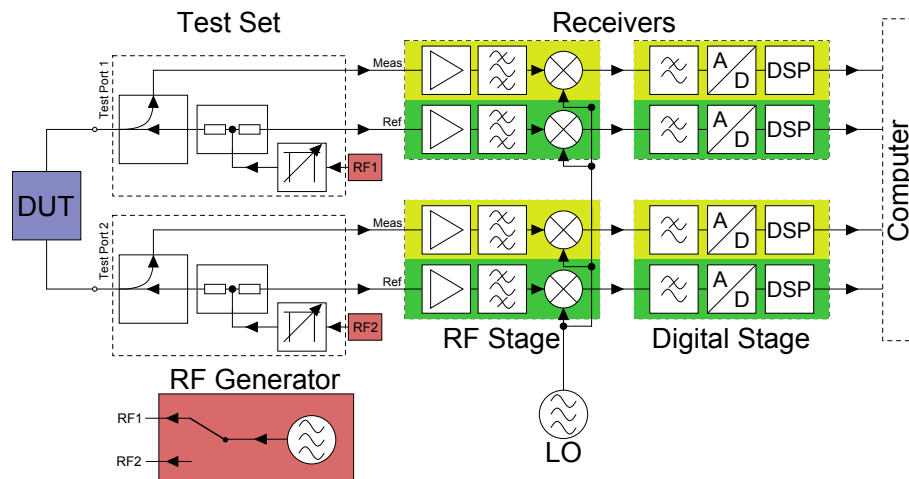 Test Set
Receivers
Test Port 1
Meas
A
D
DSP
Ref
A
D
DSP
RF1
DUT
Computer
Test Port 2
Meas
A
D
DSP
Ref
A
D
DSP
RF2
RF Stage
Digital Stage
RF Generator
RF1
RF2
LO